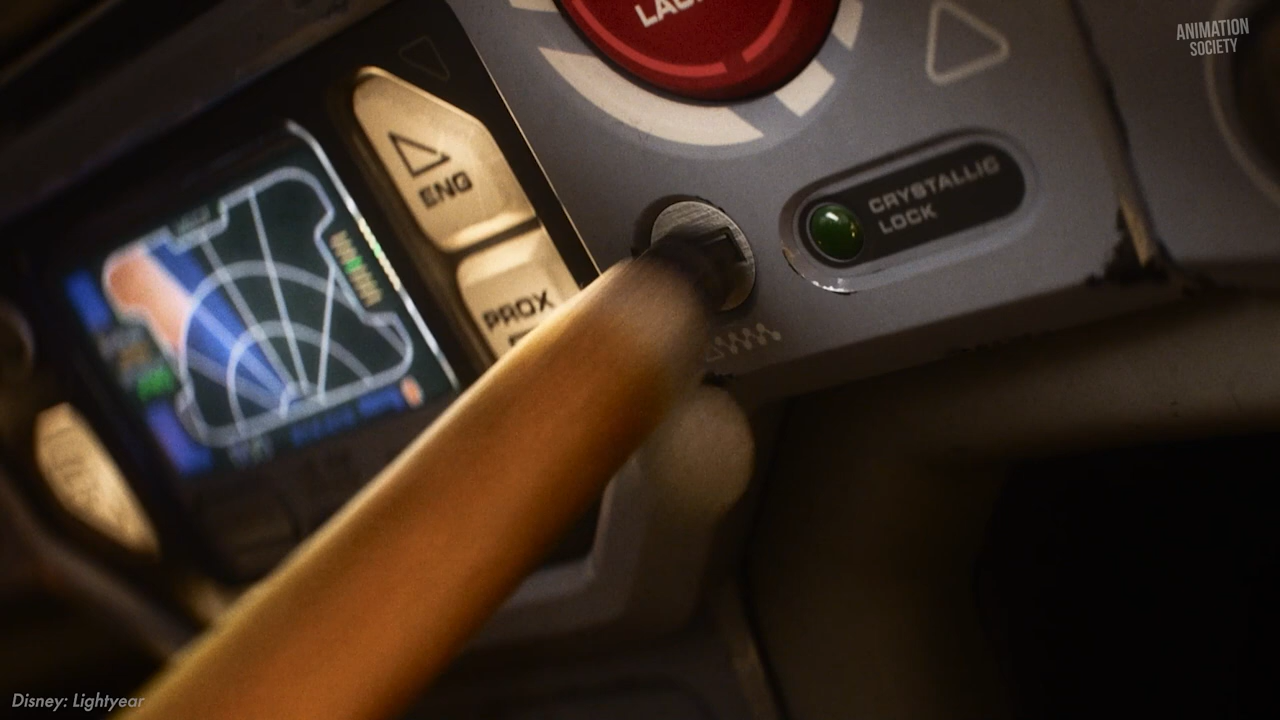 ANIMATION
SOCIETY
ENG
PROX
CRYSTALLIC
LOCK
Disney: Lightyear